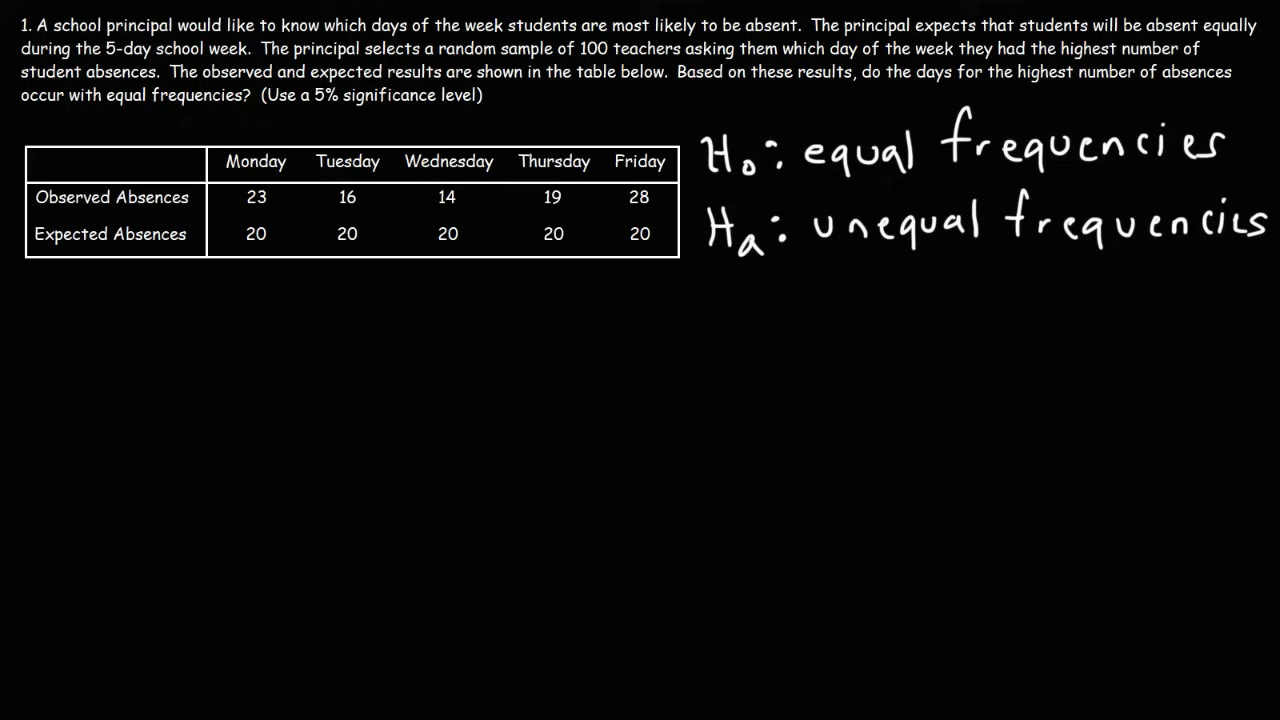 1. A school principal would like to know which days of the week students are most likely to be absent. The principal expects that students will be absent equally
during the 5-day school week. The principal selects a random sample of 100 teachers asking them which day of the week they had the highest number of
student absences. The observed and expected results are shown in the table below. Based on these results, do the days for the highest number of absences
occur with equal frequencies? (Use a 5% significance level)
Monday Tuesday Wednesday Thursday Friday
Observed Absences 23 16 14 19 28
Expected Absences 20 20 20 20 20
H₀: equal frequencies
Hₐ: unequal frequencies